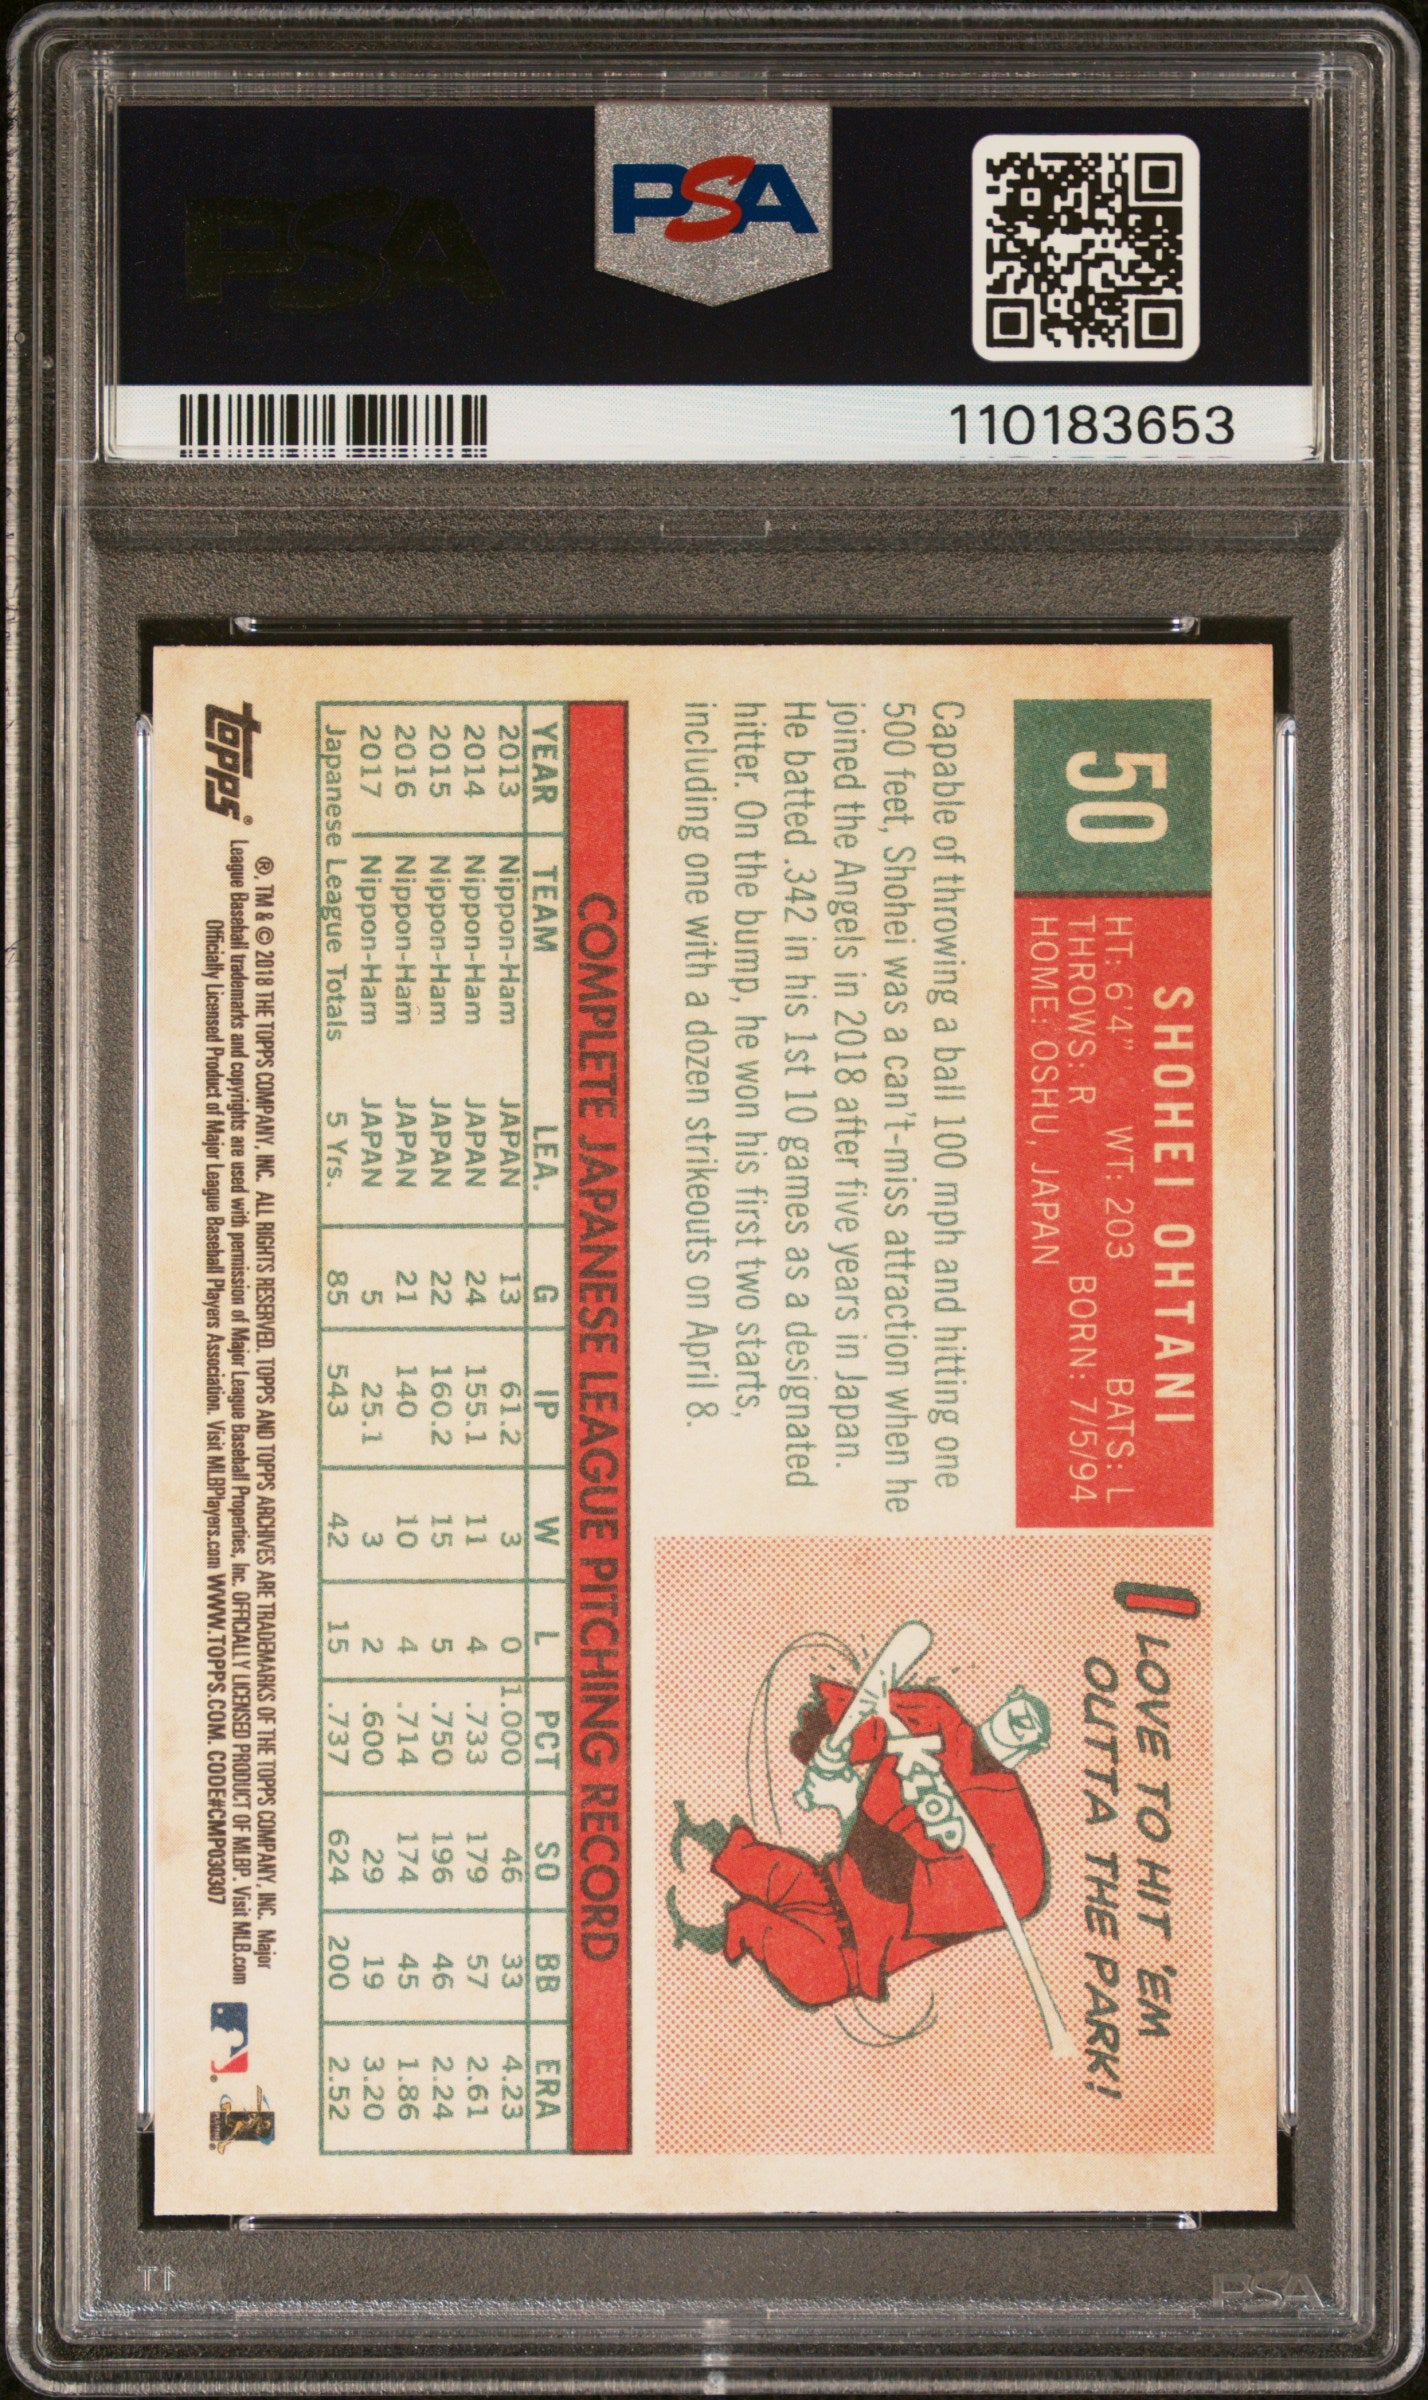 PSA
PSA
110183653
50
SHOHEI OHTANI
HT: 6'4" WT: 203 BATS: L
THROWS: R BORN: 7/5/94
HOME: OSHU, JAPAN
Capable of throwing a ball 100 mph and hitting one
500 feet, Shohei was a can't-miss attraction when he
joined the Angels in 2018 after five years in Japan.
He batted .342 in his 1st 10 games as a designated
hitter. On the bump, he won his first two starts,
including one with a dozen strikeouts on April 8.
I LOVE TO HIT 'EM
OUTTA THE PARK!
KLOP
COMPLETE JAPANESE LEAGUE PITCHING RECORD
YEAR TEAM LEA. G IP W L PCT SO BB ERA
2013 Nippon-Ham JAPAN 13 61.2 3 0 1.000 46 33 4.23
2014 Nippon-Ham JAPAN 24 155.1 11 4 .733 179 57 2.61
2015 Nippon-Ham JAPAN 22 160.2 15 5 .750 196 46 2.24
2016 Nippon-Ham JAPAN 21 140 10 4 .714 174 45 1.86
2017 Nippon-Ham JAPAN 5 25.1 3 2 .600 29 19 3.20
Japanese League Totals 5 Yrs. 85 543 42 15 .737 624 200 2.52
topps®
®, TM & © 2018 THE TOPPS COMPANY, INC. ALL RIGHTS RESERVED. TOPPS AND TOPPS ARCHIVES ARE TRADEMARKS OF THE TOPPS COMPANY, INC. Major
League Baseball trademarks and copyrights are used with permission of Major League Baseball Properties, Inc. OFFICIALLY LICENSED PRODUCT OF MLBP. Visit MLB.com
Officially Licensed Product of Major League Baseball Players Association. Visit MLBPlayers.com WWW.TOPPS.COM. CODE#CMP030307
PSA